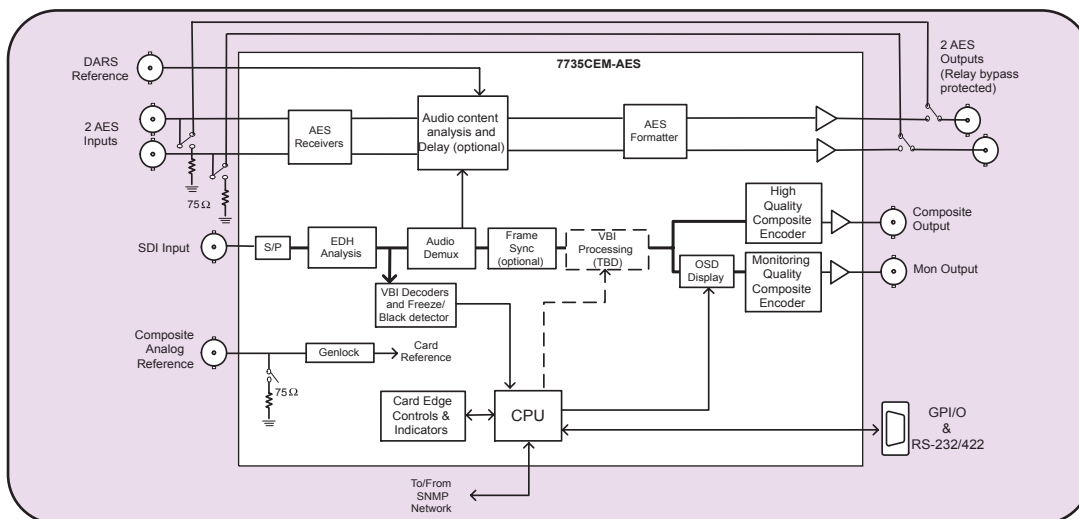 DARS
Reference
7735CEM-AES
2 AES
Outputs
(Relay bypass
protected)
2 AES
Inputs
AES
Receivers
Audio content
analysis and
Delay (optional)
AES
Formatter
75Ω
SDI Input
S/P
EDH
Analysis
Audio
Demux
Frame
Sync
(optional)
VBI
Processing
(TBD)
High
Quality
Composite
Encoder
Composite
Output
OSD
Display
Monitoring
Quality
Composite
Encoder
Mon Output
VBI Decoders
and Freeze/
Black detector
Composite
Analog
Reference
Genlock
Card
Reference
75Ω
Card Edge
Controls &
Indicators
CPU
GPI/O
&
RS-232/422
To/From
SNMP
Network